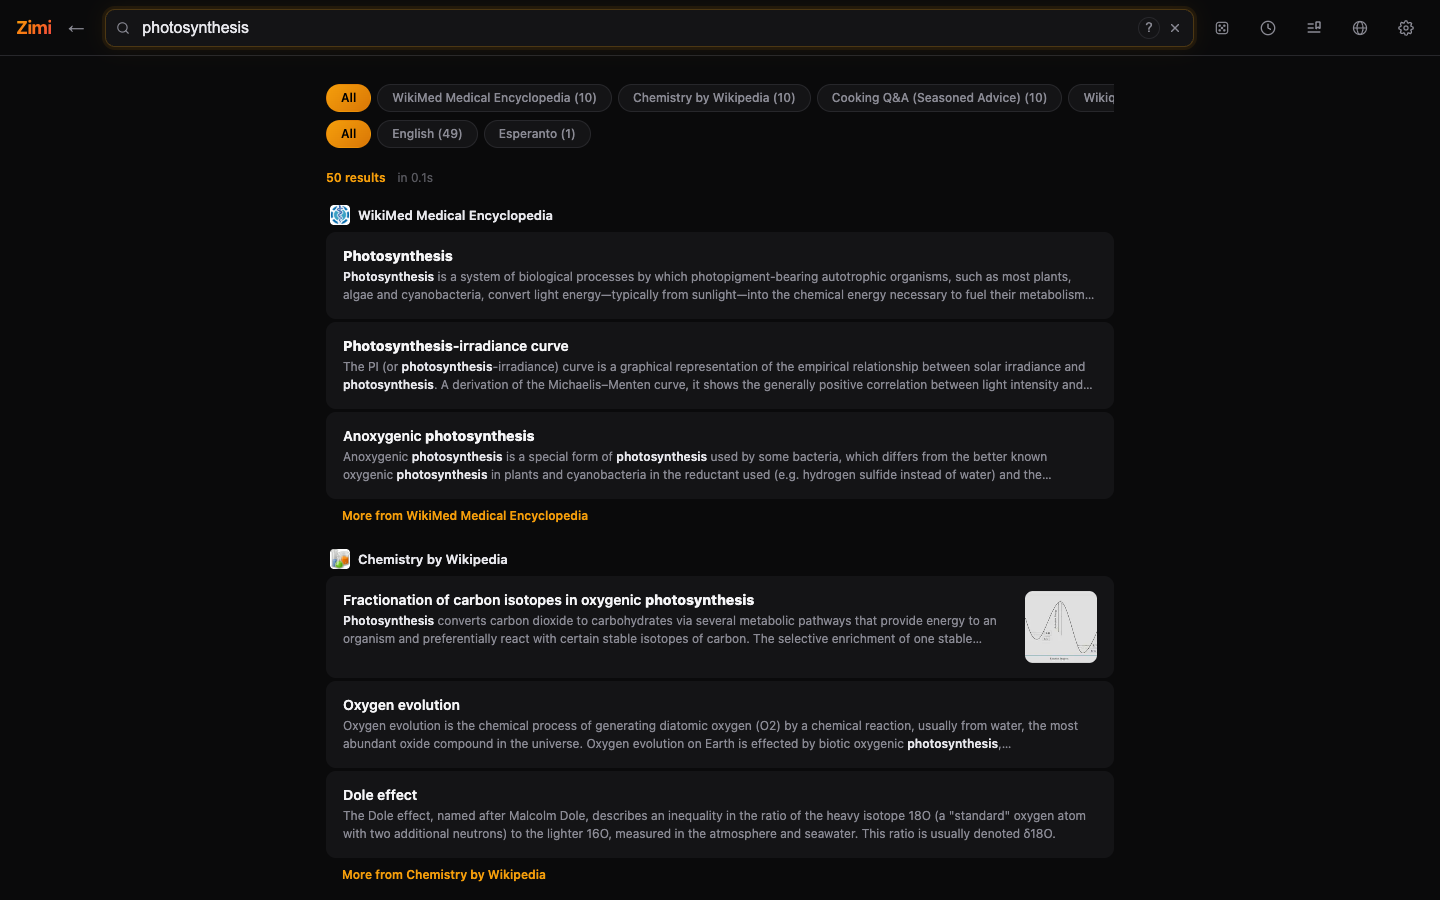 Zimi ← photosynthesis ? ×
All WikiMed Medical Encyclopedia (10) Chemistry by Wikipedia (10) Cooking Q&A (Seasoned Advice) (10) Wikiq
All English (49) Esperanto (1)
50 results in 0.1s
WikiMed Medical Encyclopedia
Photosynthesis
Photosynthesis is a system of biological processes by which photopigment-bearing autotrophic organisms, such as most plants,
algae and cyanobacteria, convert light energy—typically from sunlight—into the chemical energy necessary to fuel their metabolism...
Photosynthesis-irradiance curve
The PI (or photosynthesis-irradiance) curve is a graphical representation of the empirical relationship between solar irradiance and
photosynthesis. A derivation of the Michaelis–Menten curve, it shows the generally positive correlation between light intensity and...
Anoxygenic photosynthesis
Anoxygenic photosynthesis is a special form of photosynthesis used by some bacteria, which differs from the better known
oxygenic photosynthesis in plants and cyanobacteria in the reductant used (e.g. hydrogen sulfide instead of water) and the...
More from WikiMed Medical Encyclopedia
Chemistry by Wikipedia
Fractionation of carbon isotopes in oxygenic photosynthesis
Photosynthesis converts carbon dioxide to carbohydrates via several metabolic pathways that provide energy to an
organism and preferentially react with certain stable isotopes of carbon. The selective enrichment of one stable...
Oxygen evolution
Oxygen evolution is the chemical process of generating diatomic oxygen (O2) by a chemical reaction, usually from water, the most
abundant oxide compound in the universe. Oxygen evolution on Earth is effected by biotic oxygenic photosynthesis,...
Dole effect
The Dole effect, named after Malcolm Dole, describes an inequality in the ratio of the heavy isotope 18O (a "standard" oxygen atom
with two additional neutrons) to the lighter 16O, measured in the atmosphere and seawater. This ratio is usually denoted δ18O.
More from Chemistry by Wikipedia